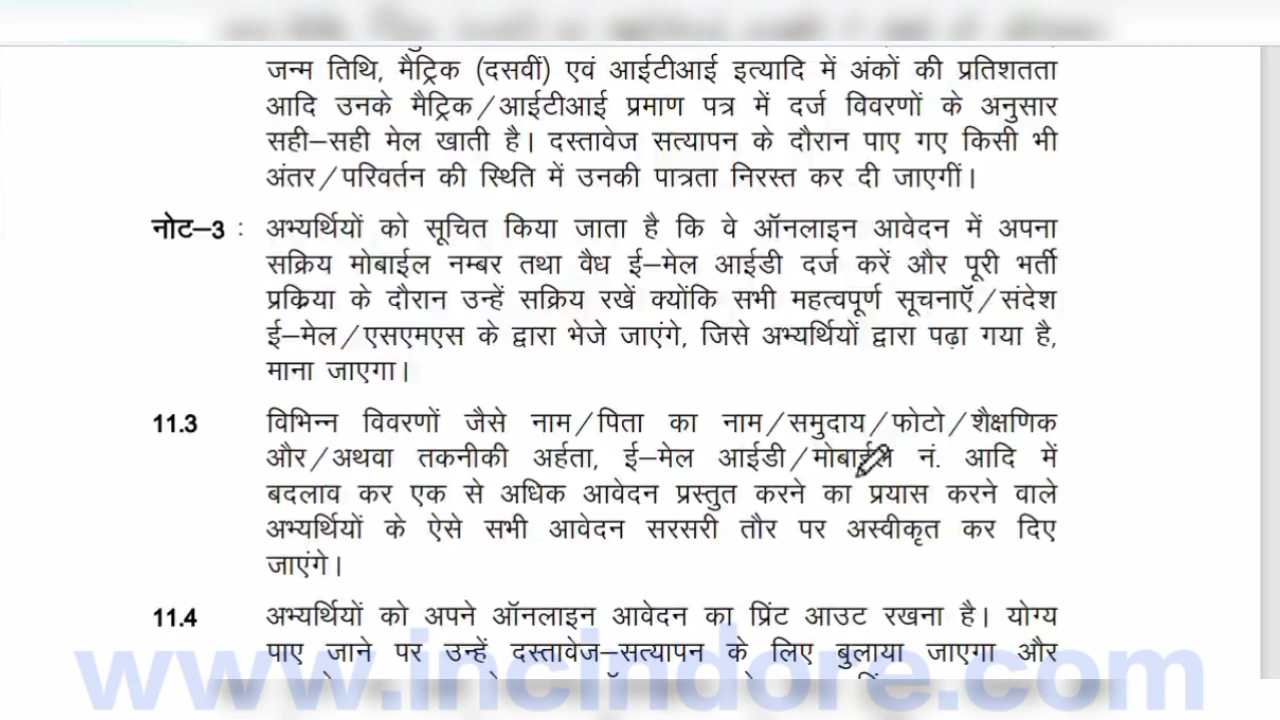 जन्म तिथि, मैट्रिक (दसवीं) एवं आईटीआई इत्यादि में अंकों की प्रतिशतता
आदि उनके मैट्रिक/आईटीआई प्रमाण पत्र में दर्ज विवरणों के अनुसार
सही–सही मेल खाती है। दस्तावेज सत्यापन के दौरान पाए गए किसी भी
अंतर/परिवर्तन की स्थिति में उनकी पात्रता निरस्त कर दी जाएगीं।
नोट–3 : अभ्यर्थियों को सूचित किया जाता है कि वे ऑनलाइन आवेदन में अपना
सक्रिय मोबाईल नम्बर तथा वैध ई–मेल आईडी दर्ज करें और पूरी भर्ती
प्रक्रिया के दौरान उन्हें सक्रिय रखें क्योंकि सभी महत्वपूर्ण सूचनाएँ/संदेश
ई–मेल/एसएमएस के द्वारा भेजे जाएंगे, जिसे अभ्यर्थियों द्वारा पढ़ा गया है,
माना जाएगा।
11.3 विभिन्न विवरणों जैसे नाम/पिता का नाम/समुदाय/फोटो/शैक्षणिक
और/अथवा तकनीकी अर्हता, ई–मेल आईडी/मोबाईल नं. आदि में
बदलाव कर एक से अधिक आवेदन प्रस्तुत करने का प्रयास करने वाले
अभ्यर्थियों के ऐसे सभी आवेदन सरसरी तौर पर अस्वीकृत कर दिए
जाएंगे।
11.4 अभ्यर्थियों को अपने ऑनलाइन आवेदन का प्रिंट आउट रखना है। योग्य
पाए जाने पर उन्हें दस्तावेज–सत्यापन के लिए बुलाया जाएगा और
www.incindore.com